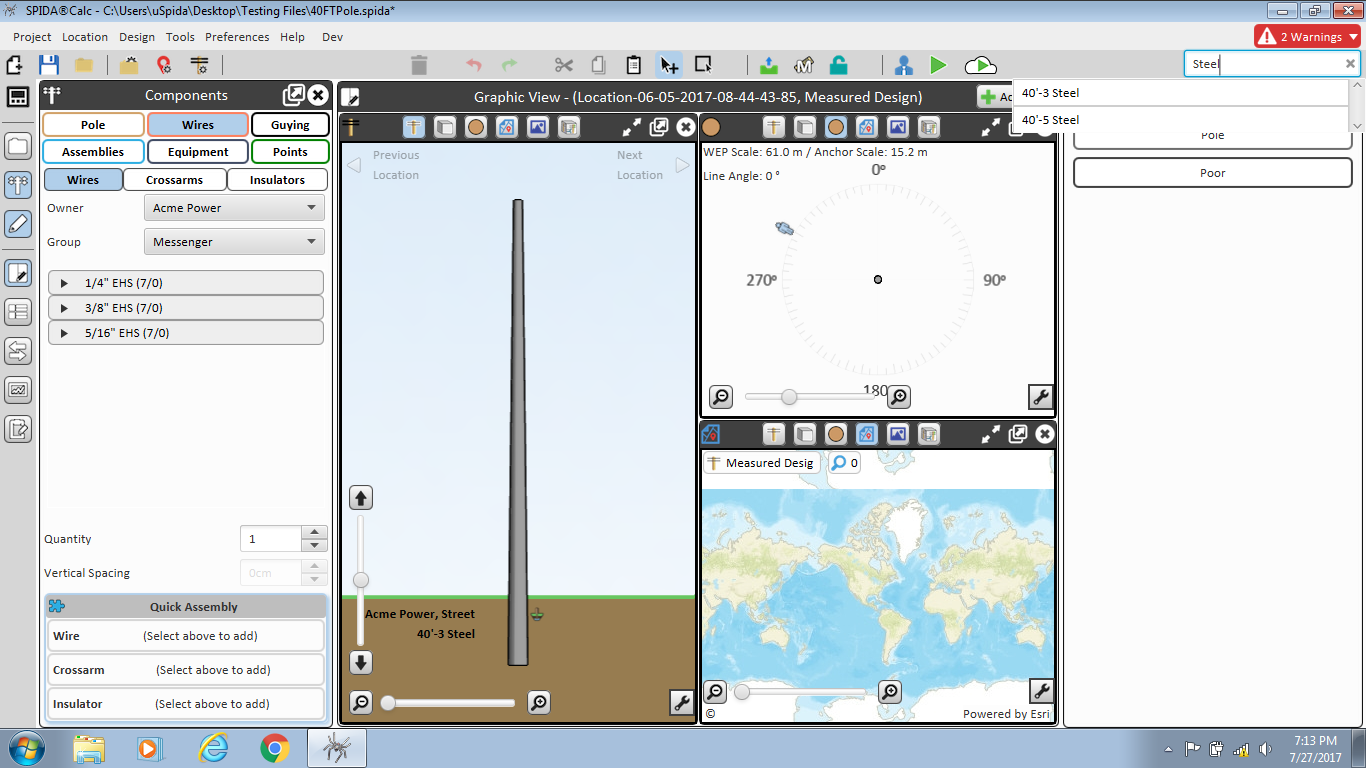 SPIDA®Calc - C:\Users\uSpida\Desktop\Testing Files\40FTPole.spida*
Project Location Design Tools Preferences Help Dev
2 Warnings
Steel
40'-3 Steel
40'-5 Steel
Components
Pole Wires Guying
Assemblies Equipment Points
Wires Crossarms Insulators
Owner Acme Power
Group Messenger
1/4" EHS (7/0)
3/8" EHS (7/0)
5/16" EHS (7/0)
Quantity 1
Vertical Spacing 0cm
Quick Assembly
Wire (Select above to add)
Crossarm (Select above to add)
Insulator (Select above to add)
Graphic View - (Location-06-05-2017-08-44-43-85, Measured Design)
Previous
Location
Next
Location
Acme Power, Street
40'-3 Steel
WEP Scale: 61.0 m / Anchor Scale: 15.2 m
Line Angle: 0 °
0°
270°
90°
180
Measured Desig
0
©
Powered by Esri
Pole
Poor
7:13 PM
7/27/2017